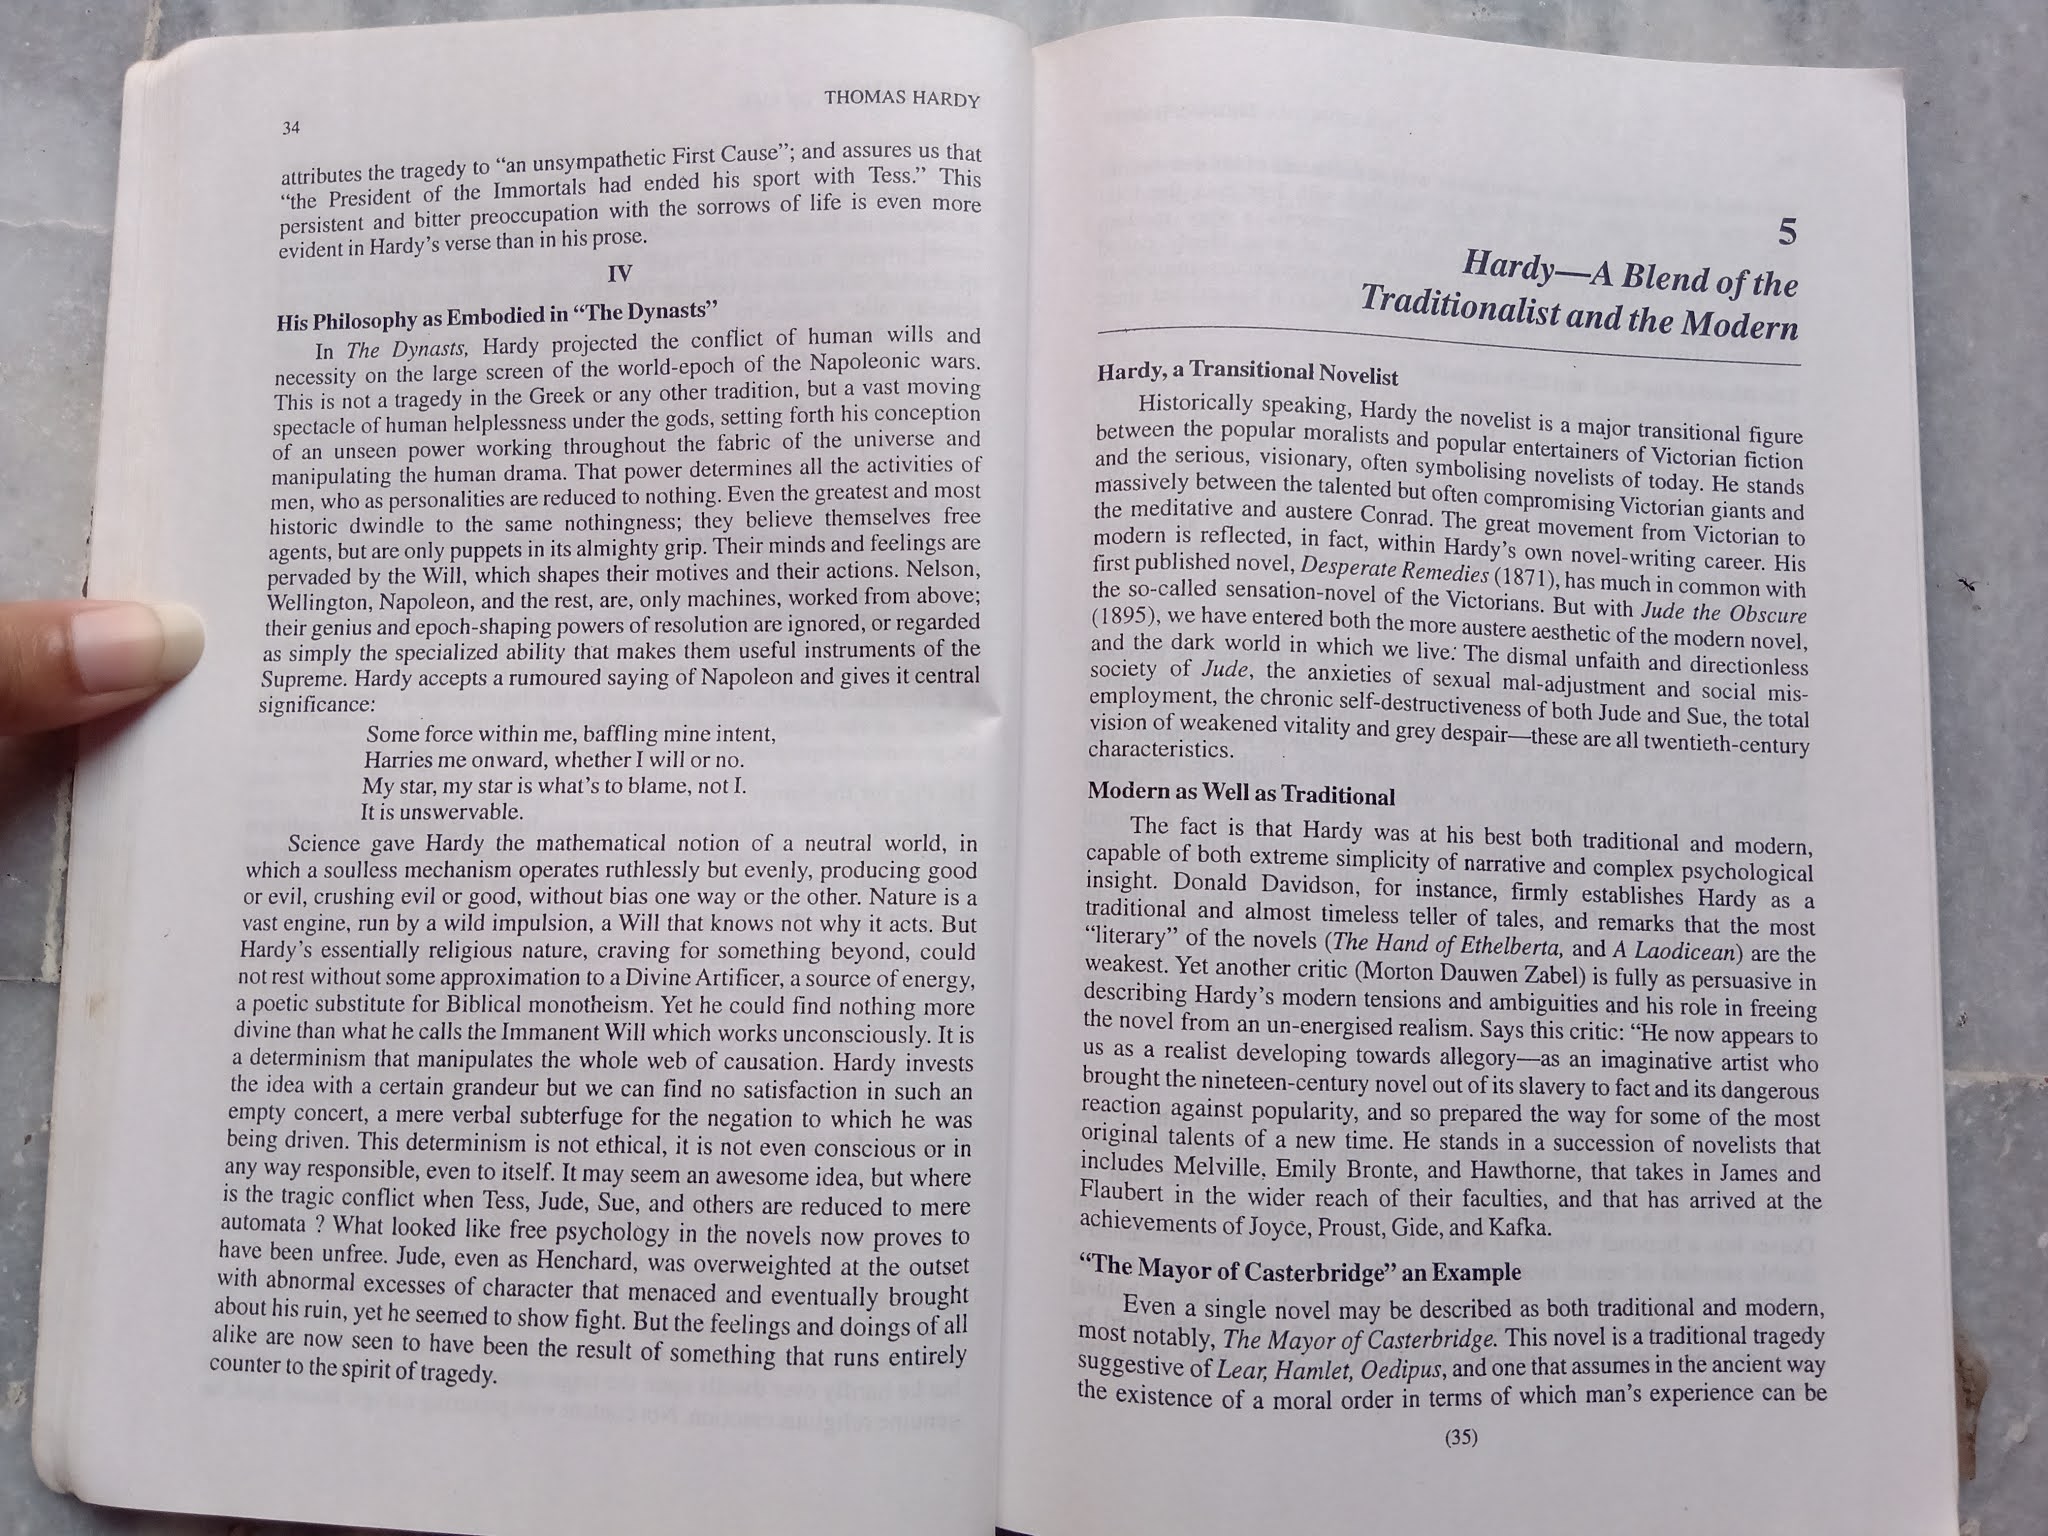 THOMAS HARDY
34
attributes the tragedy to “an unsympathetic First Cause”; and assures us that
“the President of the Immortals had ended his sport with Tess.” This
persistent and bitter preoccupation with the sorrows of life is even more
evident in Hardy’s verse than in his prose.
IV
His Philosophy as Embodied in “The Dynasts”
In The Dynasts, Hardy projected the conflict of human wills and
necessity on the large screen of the world-epoch of the Napoleonic wars.
This is not a tragedy in the Greek or any other tradition, but a vast moving
spectacle of human helplessness under the gods, setting forth his conception
of an unseen power working throughout the fabric of the universe and
manipulating the human drama. That power determines all the activities of
men, who as personalities are reduced to nothing. Even the greatest and most
historic dwindle to the same nothingness; they believe themselves free
agents, but are only puppets in its almighty grip. Their minds and feelings are
pervaded by the Will, which shapes their motives and their actions. Nelson,
Wellington, Napoleon, and the rest, are, only machines, worked from above;
their genius and epoch-shaping powers of resolution are ignored, or regarded
as simply the specialized ability that makes them useful instruments of the
Supreme. Hardy accepts a rumoured saying of Napoleon and gives it central
significance:
Some force within me, baffling mine intent,
Harries me onward, whether I will or no.
My star, my star is what’s to blame, not I.
It is unswervable.
Science gave Hardy the mathematical notion of a neutral world, in
which a soulless mechanism operates ruthlessly but evenly, producing good
or evil, crushing evil or good, without bias one way or the other. Nature is a
vast engine, run by a wild impulsion, a Will that knows not why it acts. But
Hardy’s essentially religious nature, craving for something beyond, could
not rest without some approximation to a Divine Artificer, a source of energy,
a poetic substitute for Biblical monotheism. Yet he could find nothing more
divine than what he calls the Immanent Will which works unconsciously. It is
a determinism that manipulates the whole web of causation. Hardy invests
the idea with a certain grandeur but we can find no satisfaction in such an
empty concert, a mere verbal subterfuge for the negation to which he was
being driven. This determinism is not ethical, it is not even conscious or in
any way responsible, even to itself. It may seem an awesome idea, but where
is the tragic conflict when Tess, Jude, Sue, and others are reduced to mere
automata ? What looked like free psychology in the novels now proves to
have been unfree. Jude, even as Henchard, was overweighted at the outset
with abnormal excesses of character that menaced and eventually brought
about his ruin, yet he seemed to show fight. But the feelings and doings of all
alike are now seen to have been the result of something that runs entirely
counter to the spirit of tragedy.
5
Hardy—A Blend of the
Traditionalist and the Modern
Hardy, a Transitional Novelist
Historically speaking, Hardy the novelist is a major transitional figure
between the popular moralists and popular entertainers of Victorian fiction
and the serious, visionary, often symbolising novelists of today. He stands
massively between the talented but often compromising Victorian giants and
the meditative and austere Conrad. The great movement from Victorian to
modern is reflected, in fact, within Hardy’s own novel-writing career. His
first published novel, Desperate Remedies (1871), has much in common with
the so-called sensation-novel of the Victorians. But with Jude the Obscure
(1895), we have entered both the more austere aesthetic of the modern novel,
and the dark world in which we live: The dismal unfaith and directionless
society of Jude, the anxieties of sexual mal-adjustment and social mis-
employment, the chronic self-destructiveness of both Jude and Sue, the total
vision of weakened vitality and grey despair—these are all twentieth-century
characteristics.
Modern as Well as Traditional
The fact is that Hardy was at his best both traditional and modern,
capable of both extreme simplicity of narrative and complex psychological
insight. Donald Davidson, for instance, firmly establishes Hardy as a
traditional and almost timeless teller of tales, and remarks that the most
“literary” of the novels (The Hand of Ethelberta, and A Laodicean) are the
weakest. Yet another critic (Morton Dauwen Zabel) is fully as persuasive in
describing Hardy’s modern tensions and ambiguities and his role in freeing
the novel from an un-energised realism. Says this critic: “He now appears to
us as a realist developing towards allegory—as an imaginative artist who
brought the nineteen-century novel out of its slavery to fact and its dangerous
reaction against popularity, and so prepared the way for some of the most
original talents of a new time. He stands in a succession of novelists that
includes Melville, Emily Bronte, and Hawthorne, that takes in James and
Flaubert in the wider reach of their faculties, and that has arrived at the
achievements of Joyce, Proust, Gide, and Kafka.
“The Mayor of Casterbridge” an Example
Even a single novel may be described as both traditional and modern,
most notably, The Mayor of Casterbridge. This novel is a traditional tragedy
suggestive of Lear, Hamlet, Oedipus, and one that assumes in the ancient way
the existence of a moral order in terms of which man’s experience can be
(35)